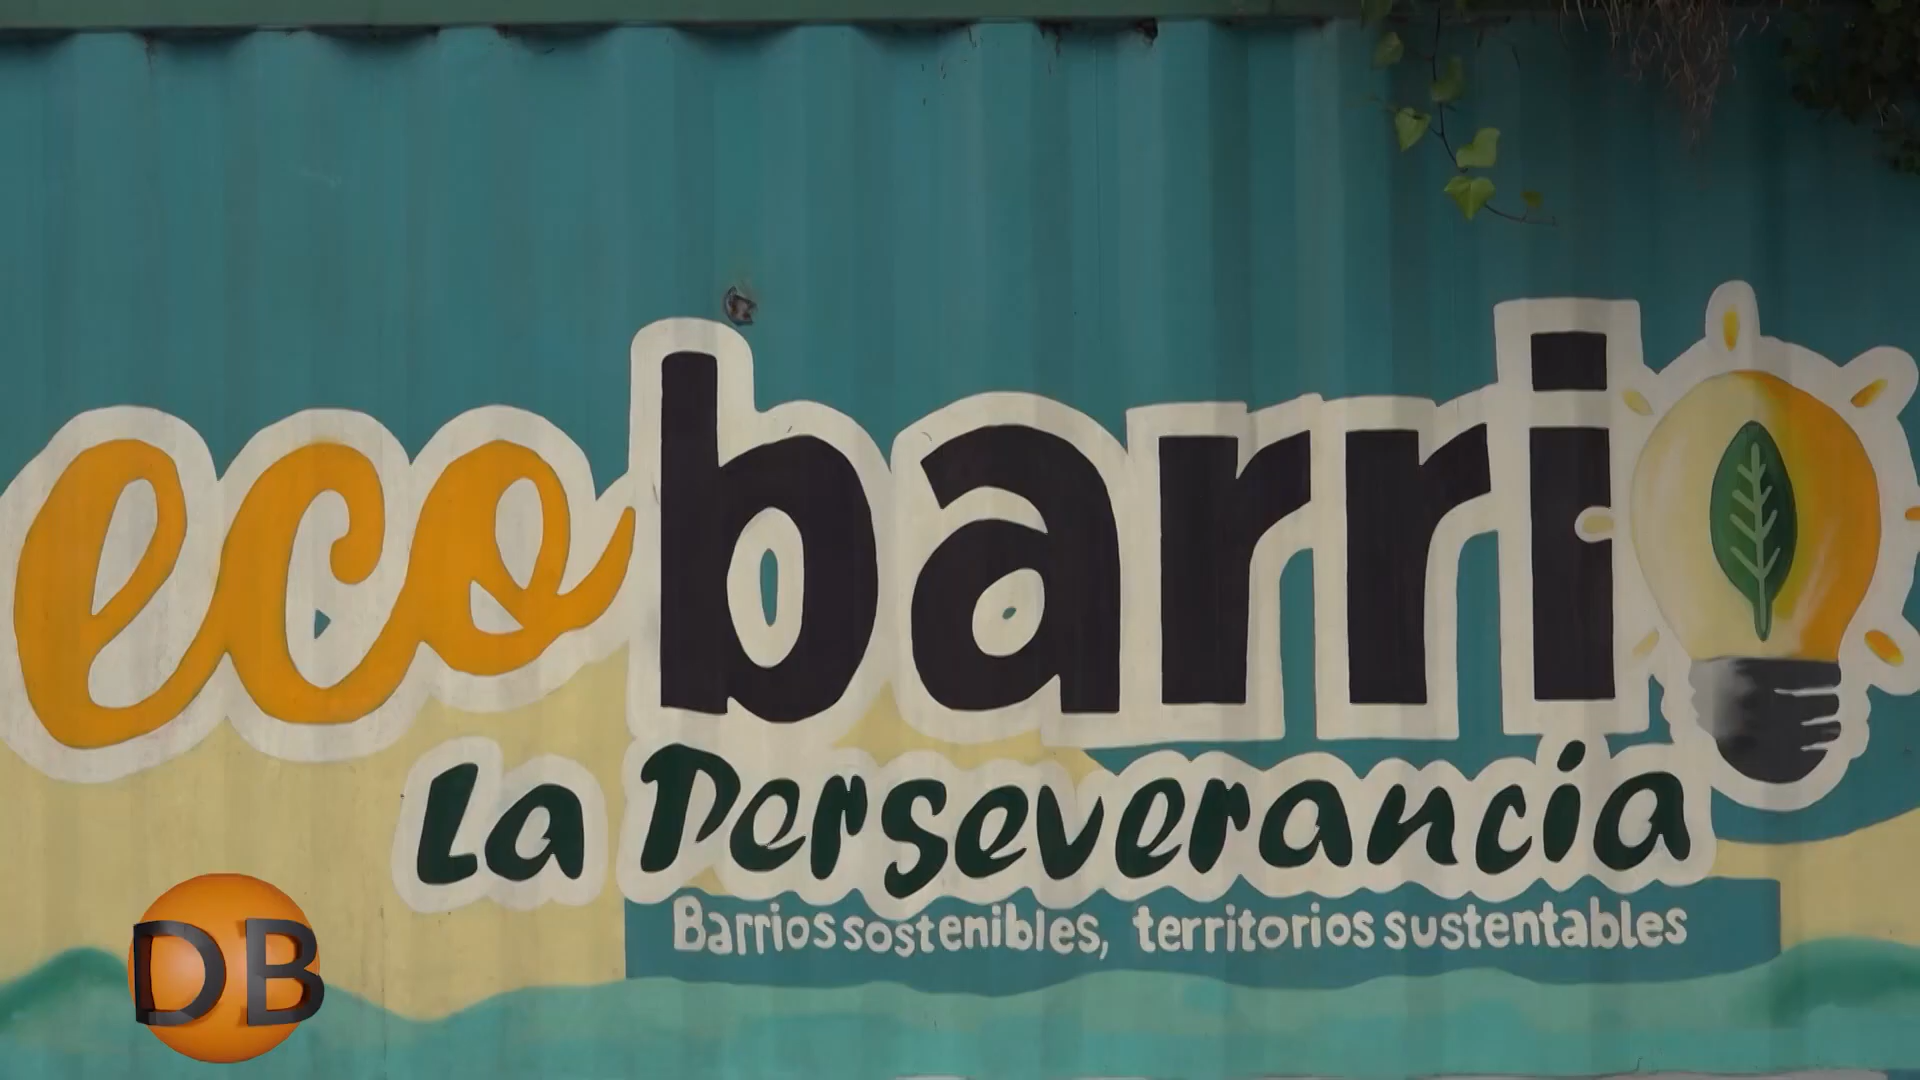 ecobarrio
La Perseverancia
Barrios sostenibles, territorios sustentables
DB